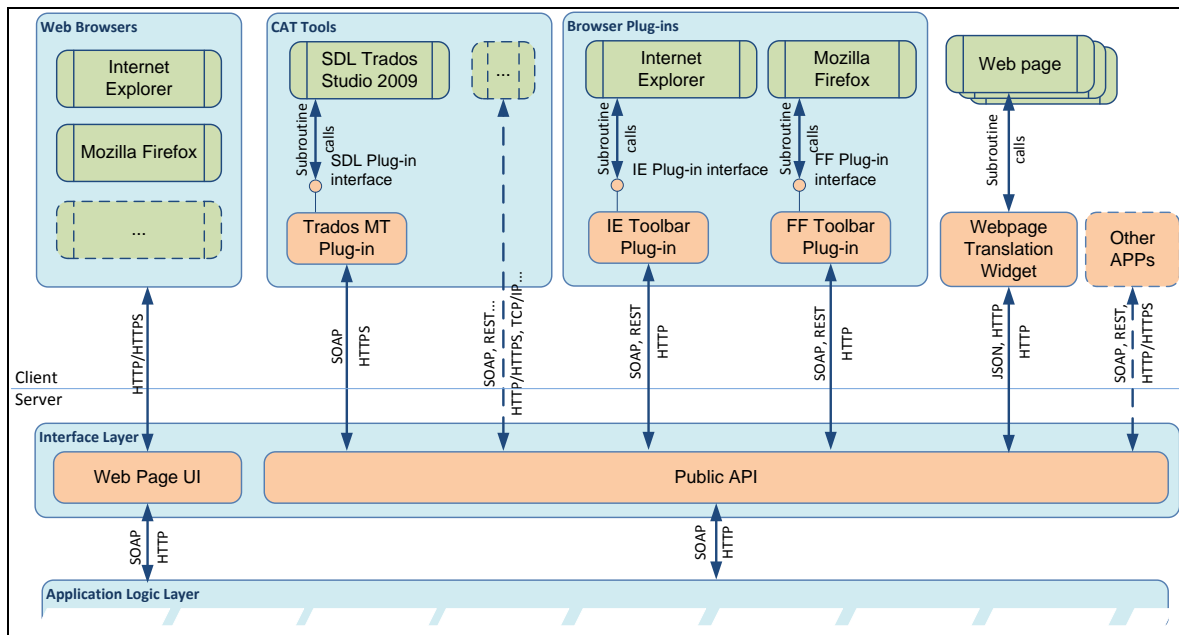 Web Browsers
Internet
Explorer
Mozilla Firefox
...
CAT Tools
SDL Trados
Studio 2009
...
Subroutine
calls
SDL Plug-in
interface
Trados MT
Plug-in
Browser Plug-ins
Internet
Explorer
Mozilla
Firefox
Subroutine
calls
IE Plug-in interface
Subroutine
calls
FF Plug-in
interface
IE Toolbar
Plug-in
FF Toolbar
Plug-in
Web page
Subroutine
calls
Webpage
Translation
Widget
Other
APPs
HTTP/HTTPS
SOAP
HTTPS
SOAP, REST...
HTTP/HTTPS, TCP/IP...
SOAP, REST
HTTP
SOAP, REST
HTTP
JSON, HTTP
HTTP
SOAP, REST,
HTTP/HTTPS
Client
Server
Interface Layer
Web Page UI
Public API
SOAP
HTTP
SOAP
HTTP
Application Logic Layer